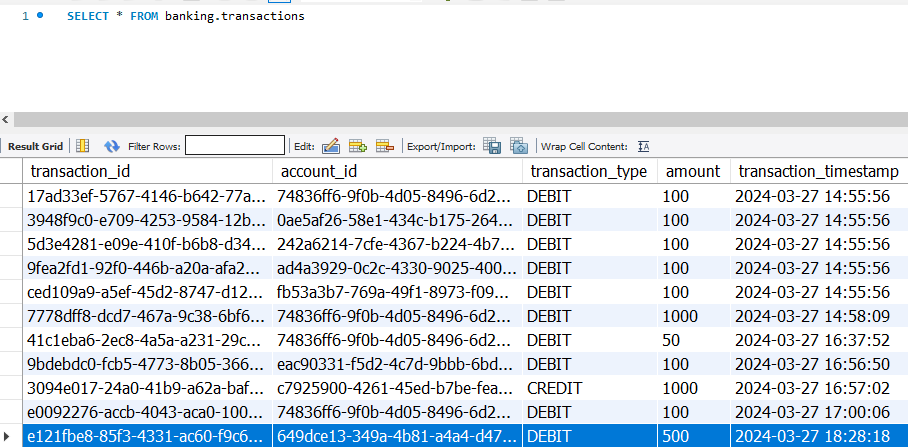 1 SELECT * FROM banking.transactions
Result Grid Filter Rows: Edit: Export/Import: Wrap Cell Content:
transaction_id account_id transaction_type amount transaction_timestamp
17ad33ef-5767-4146-b642-77a... 74836ff6-9f0b-4d05-8496-6d2... DEBIT 100 2024-03-27 14:55:56
3948f9c0-e709-4253-9584-12b... 0ae5af26-58e1-434c-b175-264... DEBIT 100 2024-03-27 14:55:56
5d3e4281-e09e-410f-b6b8-d34... 242a6214-7cfe-4367-b224-4b7... DEBIT 100 2024-03-27 14:55:56
9fea2fd1-92f0-446b-a20a-afa2... ad4a3929-0c2c-4330-9025-400... DEBIT 100 2024-03-27 14:55:56
ced109a9-a5ef-45d2-8747-d12... fb53a3b7-769a-49f1-8973-f09... DEBIT 100 2024-03-27 14:55:56
7778dff8-dcd7-467a-9c38-6bf6... 74836ff6-9f0b-4d05-8496-6d2... DEBIT 1000 2024-03-27 14:58:09
41c1eba6-2ec8-4a5a-a231-29c... 74836ff6-9f0b-4d05-8496-6d2... DEBIT 50 2024-03-27 16:37:52
9bdebdc0-fcb5-4773-8b05-366... eac90331-f5d2-4c7d-9bbb-6bd... DEBIT 100 2024-03-27 16:56:50
3094e017-24a0-41b9-a62a-baf... c7925900-4261-45ed-b7be-fea... CREDIT 1000 2024-03-27 16:57:02
e0092276-accb-4043-aca0-100... 74836ff6-9f0b-4d05-8496-6d2... DEBIT 100 2024-03-27 17:00:06
e121fbe8-85f3-4331-ac60-f9c6... 649dce13-349a-4b81-a4a4-d47... DEBIT 500 2024-03-27 18:28:18